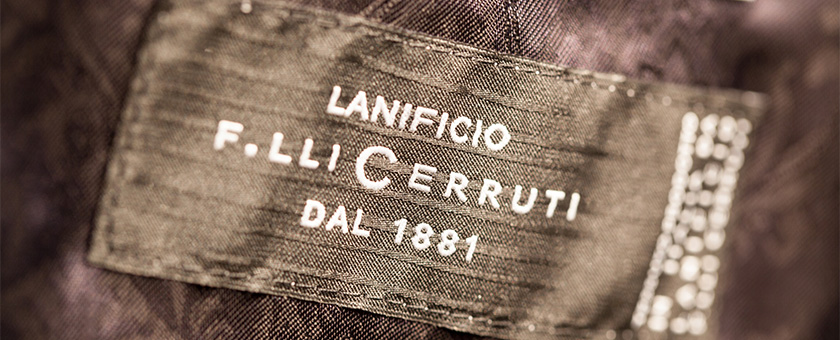 LANIFICIO
F.LLI CERRUTI
DAL 1881